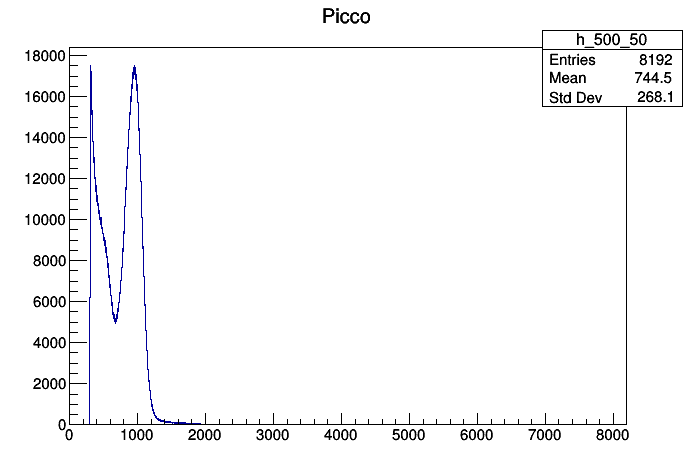 Picco
h_500_50
Entries 8192
Mean 744.5
Std Dev 268.1
18000
16000
14000
12000
10000
8000
6000
4000
2000
0
0 1000 2000 3000 4000 5000 6000 7000 8000